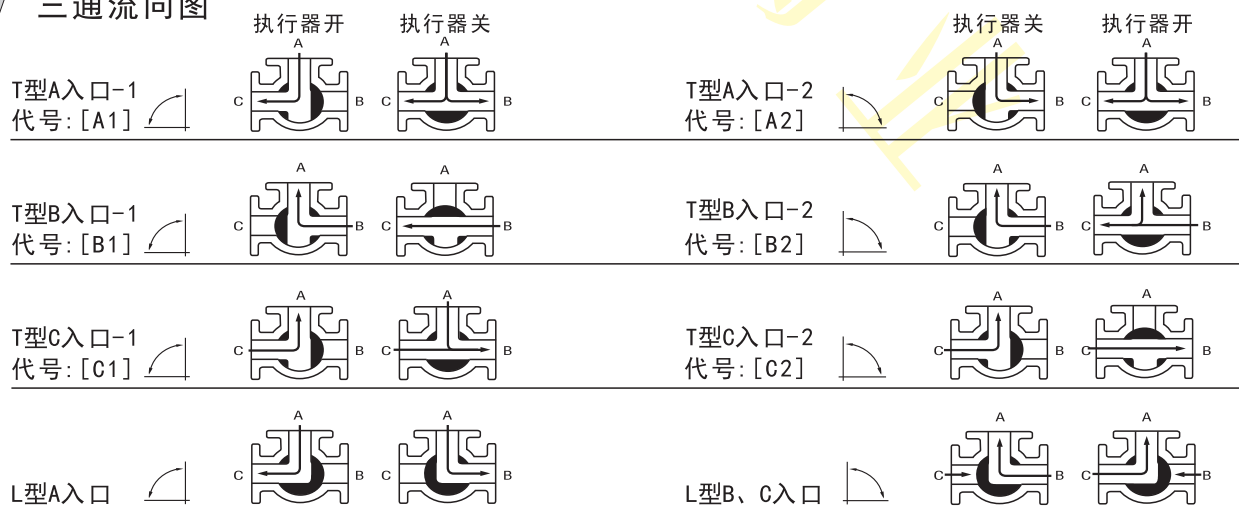 三通流向图
执行器开 执行器关 执行器关 执行器开
A A A A
T型A入口-1 C B C B T型A入口-2 C B C B
代号:[A1] 代号:[A2]
A A A A
T型B入口-1 C B C B T型B入口-2 C B C B
代号:[B1] 代号:[B2]
A A A A
T型C入口-1 C B C B T型C入口-2 C B C B
代号:[C1] 代号:[C2]
A A A A
L型A入口 C B C B L型B、C入口 C B C B